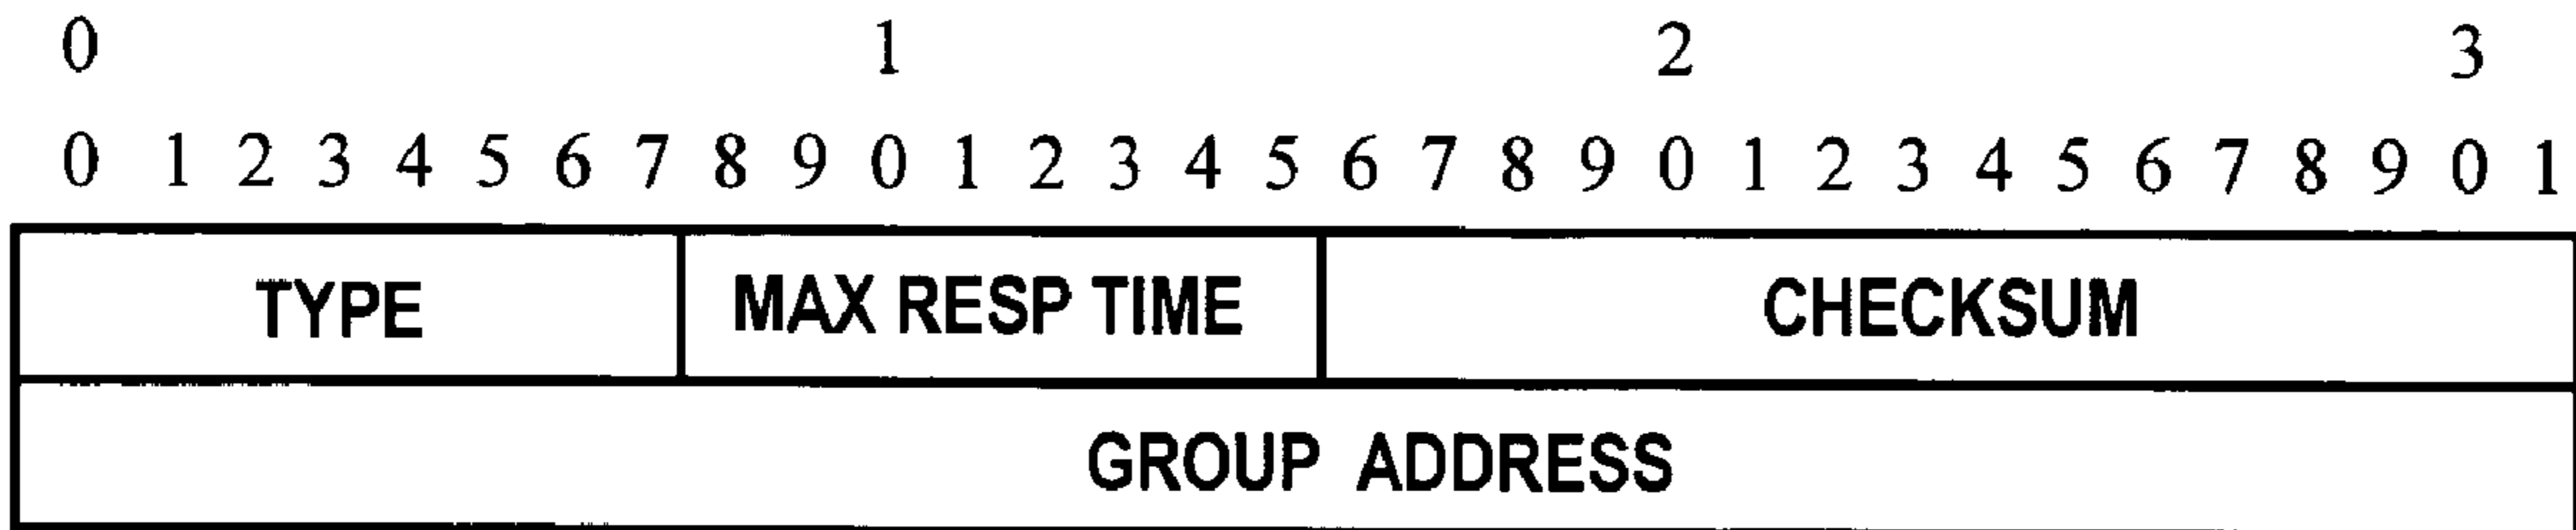 0 1 2 3
0 1 2 3 4 5 6 7 8 9 0 1 2 3 4 5 6 7 8 9 0 1 2 3 4 5 6 7 8 9 0 1
TYPE MAX RESP TIME CHECKSUM
GROUP ADDRESS